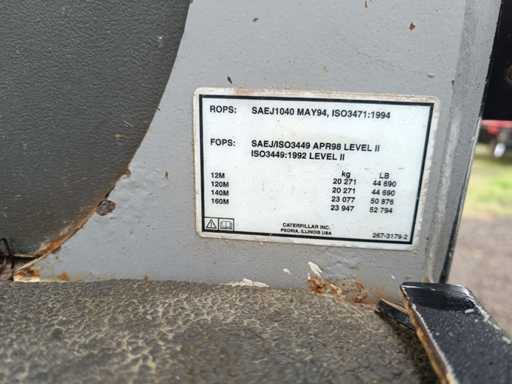 ROPS: SAEJ1040 MAY94, ISO3471:1994
FOPS: SAEJ/ISO3449 APR98 LEVEL II
ISO3449:1992 LEVEL II
kg LB
12M 20 271 44 690
120M 20 271 44 690
140M 23 077 50 876
160M 23 947 52 794
CATERPILLAR INC.
PEORIA, ILLINOIS USA
267-3179-2